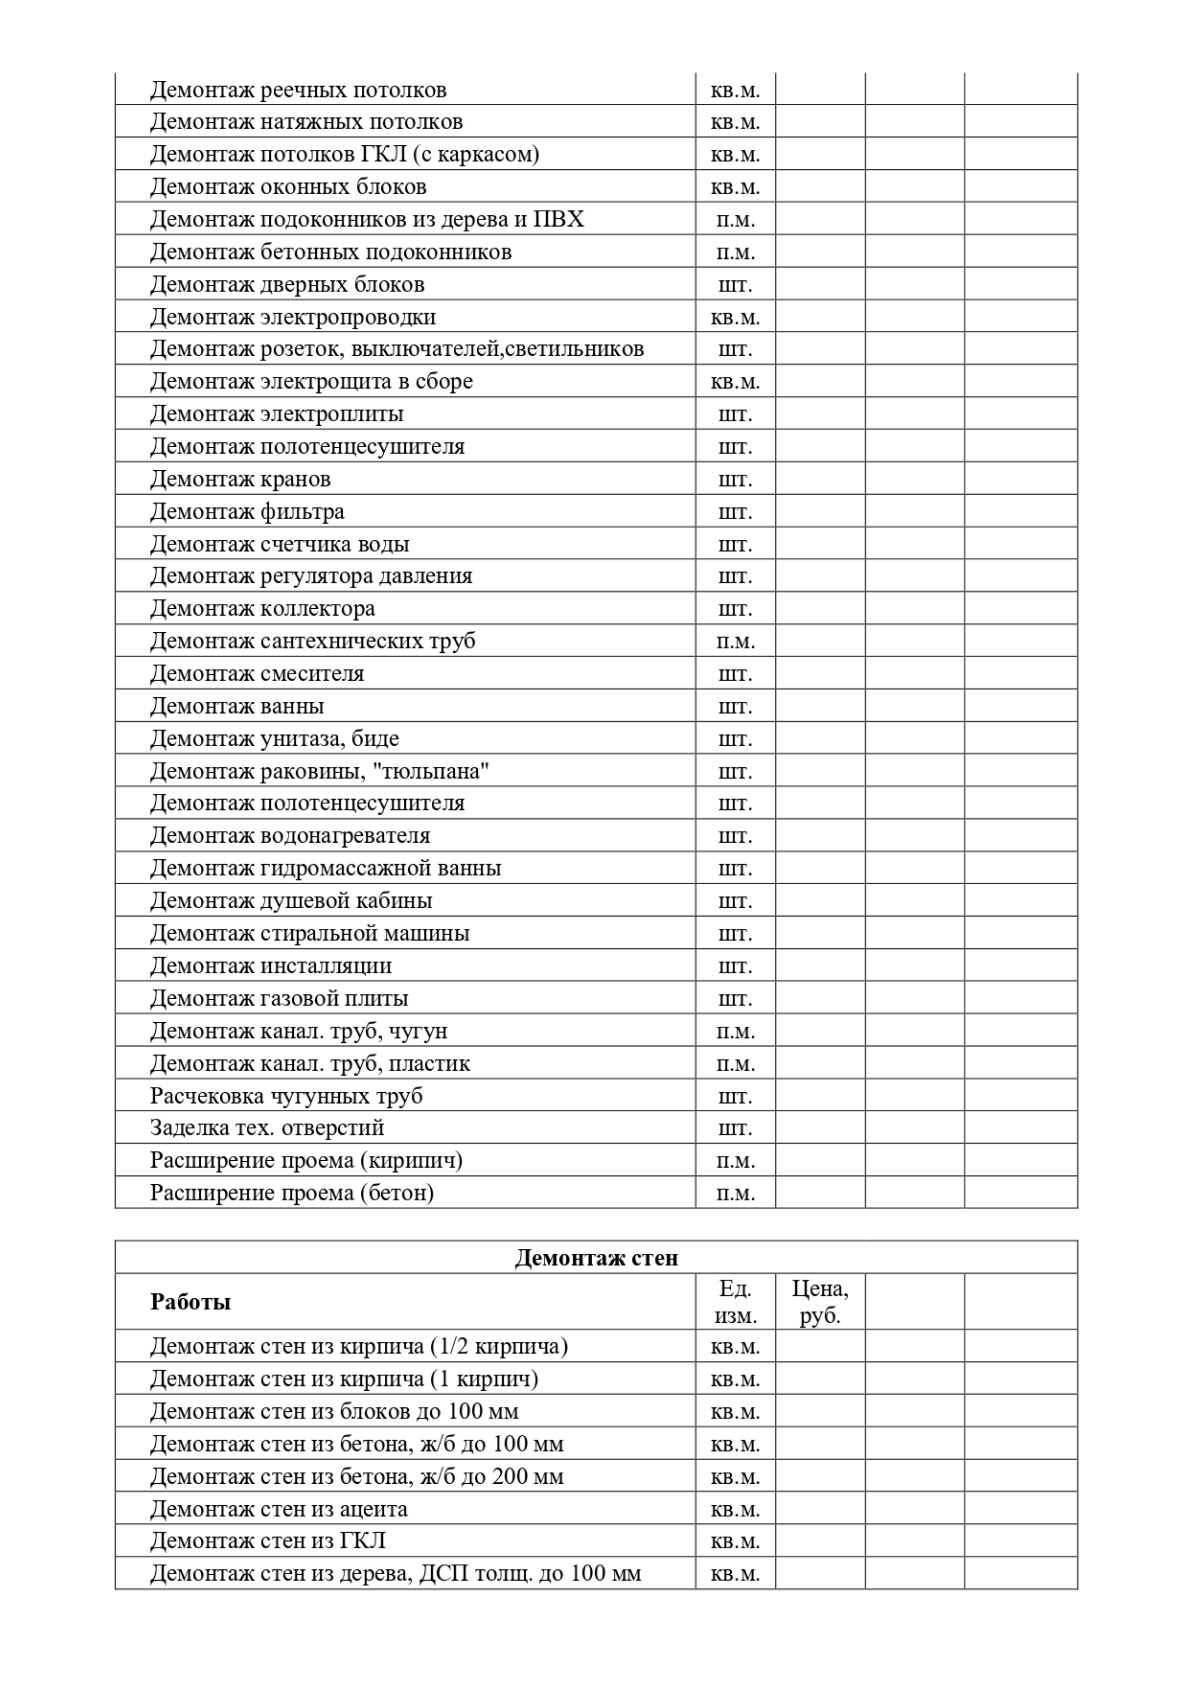 Демонтаж реечных потолков кв.м.
Демонтаж натяжных потолков кв.м.
Демонтаж потолков ГКЛ (с каркасом) кв.м.
Демонтаж оконных блоков кв.м.
Демонтаж подоконников из дерева и ПВХ п.м.
Демонтаж бетонных подоконников п.м.
Демонтаж дверных блоков шт.
Демонтаж электропроводки кв.м.
Демонтаж розеток, выключателей,светильников шт.
Демонтаж электрощита в сборе кв.м.
Демонтаж электроплиты шт.
Демонтаж полотенцесушителя шт.
Демонтаж кранов шт.
Демонтаж фильтра шт.
Демонтаж счетчика воды шт.
Демонтаж регулятора давления шт.
Демонтаж коллектора шт.
Демонтаж сантехнических труб п.м.
Демонтаж смесителя шт.
Демонтаж ванны шт.
Демонтаж унитаза, биде шт.
Демонтаж раковины, "тюльпана" шт.
Демонтаж полотенцесушителя шт.
Демонтаж водонагревателя шт.
Демонтаж гидромассажной ванны шт.
Демонтаж душевой кабины шт.
Демонтаж стиральной машины шт.
Демонтаж инсталляции шт.
Демонтаж газовой плиты шт.
Демонтаж канал. труб, чугун п.м.
Демонтаж канал. труб, пластик п.м.
Расчековка чугунных труб шт.
Заделка тех. отверстий шт.
Расширение проема (кирипич) п.м.
Расширение проема (бетон) п.м.
Демонтаж стен
Работы Ед. изм. Цена, руб.
Демонтаж стен из кирпича (1/2 кирпича) кв.м.
Демонтаж стен из кирпича (1 кирпич) кв.м.
Демонтаж стен из блоков до 100 мм кв.м.
Демонтаж стен из бетона, ж/б до 100 мм кв.м.
Демонтаж стен из бетона, ж/б до 200 мм кв.м.
Демонтаж стен из ацеита кв.м.
Демонтаж стен из ГКЛ кв.м.
Демонтаж стен из дерева, ДСП толщ. до 100 мм кв.м.